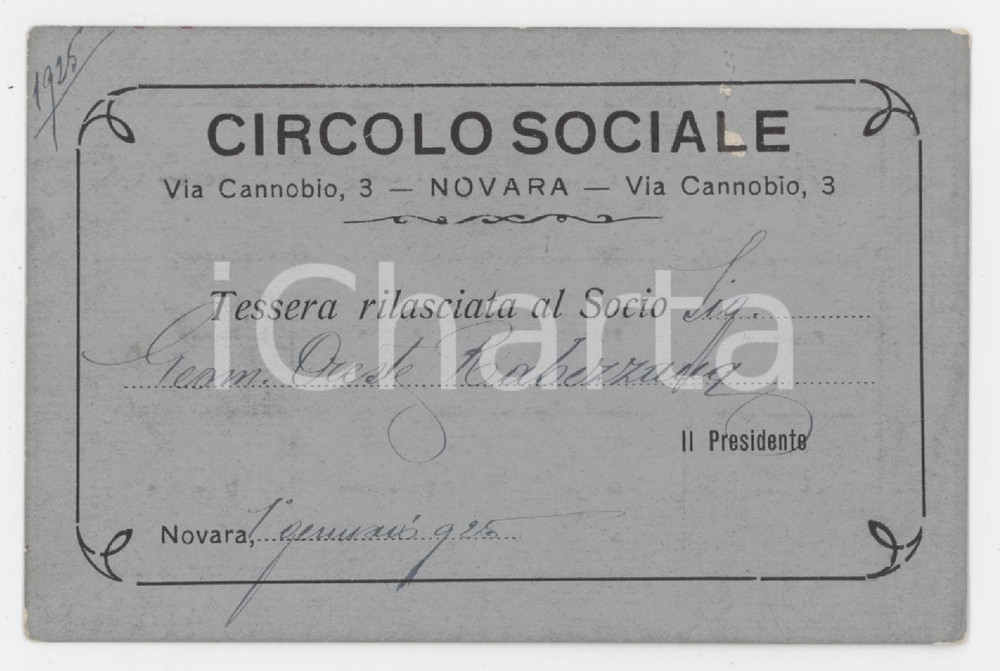 1925
CIRCOLO SOCIALE
Via Cannobio, 3 — NOVARA — Via Cannobio, 3
Tessera rilasciata al Socio Sig.
Geom. Oreste
Il Presidente
Novara, 1° gennaio 925
iCharta